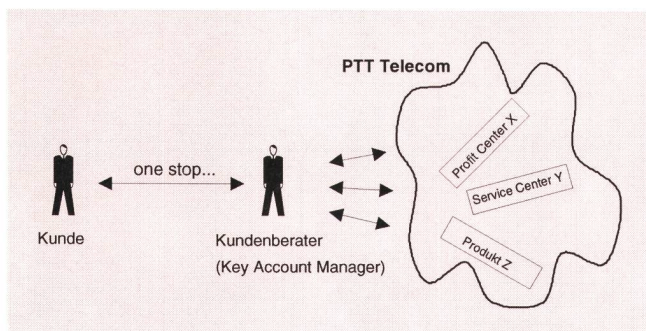 PTT Telecom
Profit Center X
one stop...
Service Center Y
Kunde
Kundenberater
(Key Account Manager)
Produkt Z